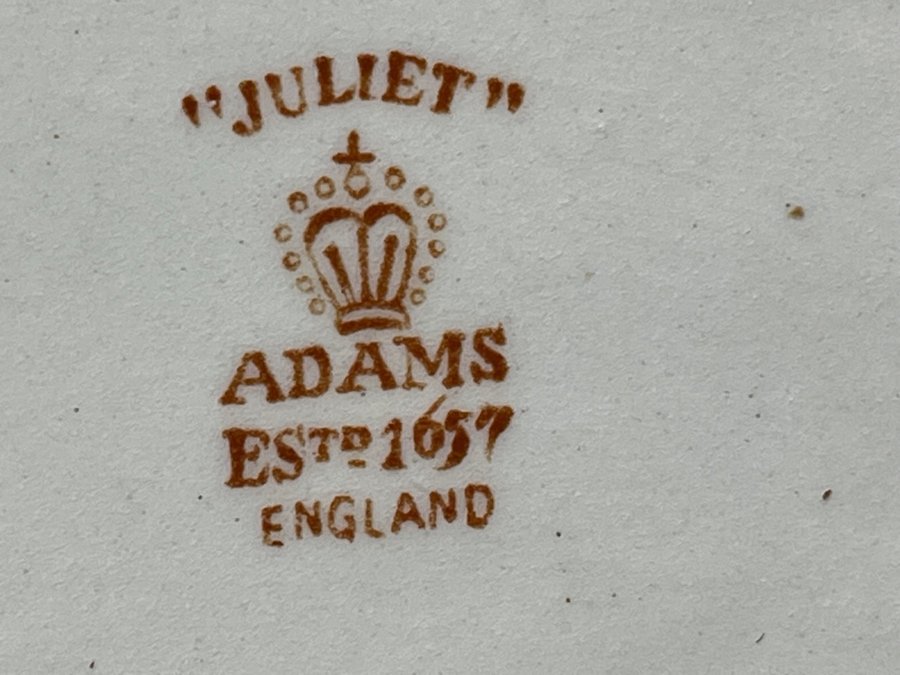 "JULIET"
ADAMS
ESTD 1657
ENGLAND